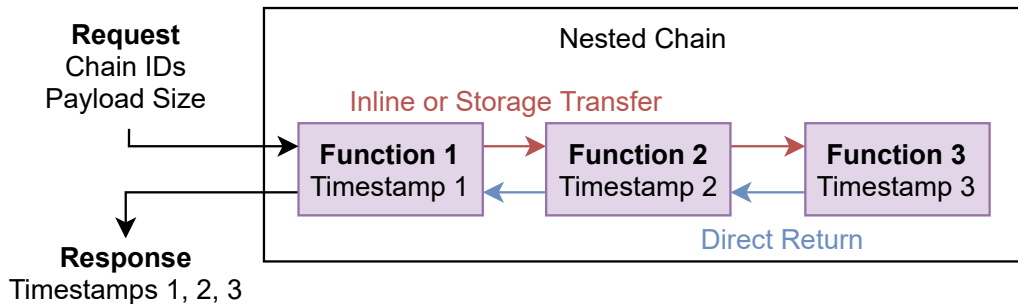 Request
Chain IDs
Payload Size
Nested Chain
Inline or Storage Transfer
Function 1
Timestamp 1
Function 2
Timestamp 2
Function 3
Timestamp 3
Direct Return
Response
Timestamps 1, 2, 3